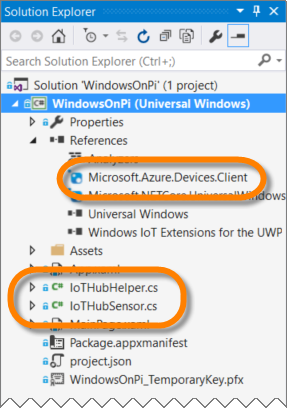 Solution Explorer
Search Solution Explorer (Ctrl+;)
Solution 'WindowsOnPi' (1 project)
WindowsOnPi (Universal Windows)
Properties
References
Analyzers
Microsoft.Azure.Devices.Client
Microsoft.NETCore.UniversalWindows
Universal Windows
Windows IoT Extensions for the UWP
Assets
App.xaml
IoTHubHelper.cs
IoTHubSensor.cs
MainPage.xaml
Package.appxmanifest
project.json
WindowsOnPi_TemporaryKey.pfx